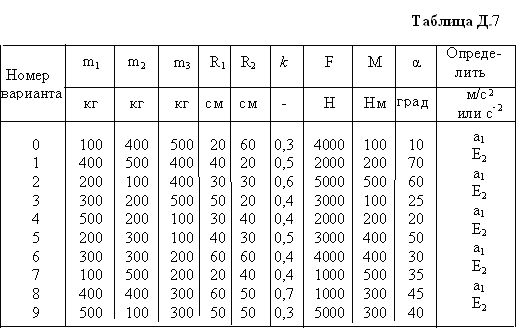 Таблица Д.7
Номер варианта m1 m2 m3 R1 R2 k F M α Опреде-лить
кг кг кг см см - Н Нм град м/с2 или с-2
0 100 400 500 20 60 0,3 4000 100 10 a1
1 400 500 400 40 20 0,5 2000 200 70 E2
2 200 100 400 30 30 0,6 5000 500 60 a1
3 300 200 500 50 20 0,4 3000 100 25 E2
4 500 200 100 30 40 0,4 2000 200 20 a1
5 200 300 100 40 30 0,5 3000 400 50 E2
6 300 300 200 60 60 0,4 4000 400 30 a1
7 100 500 200 20 40 0,4 1000 500 35 E2
8 400 400 300 60 50 0,7 1000 300 45 a1
9 500 100 300 50 50 0,3 5000 300 40 E2